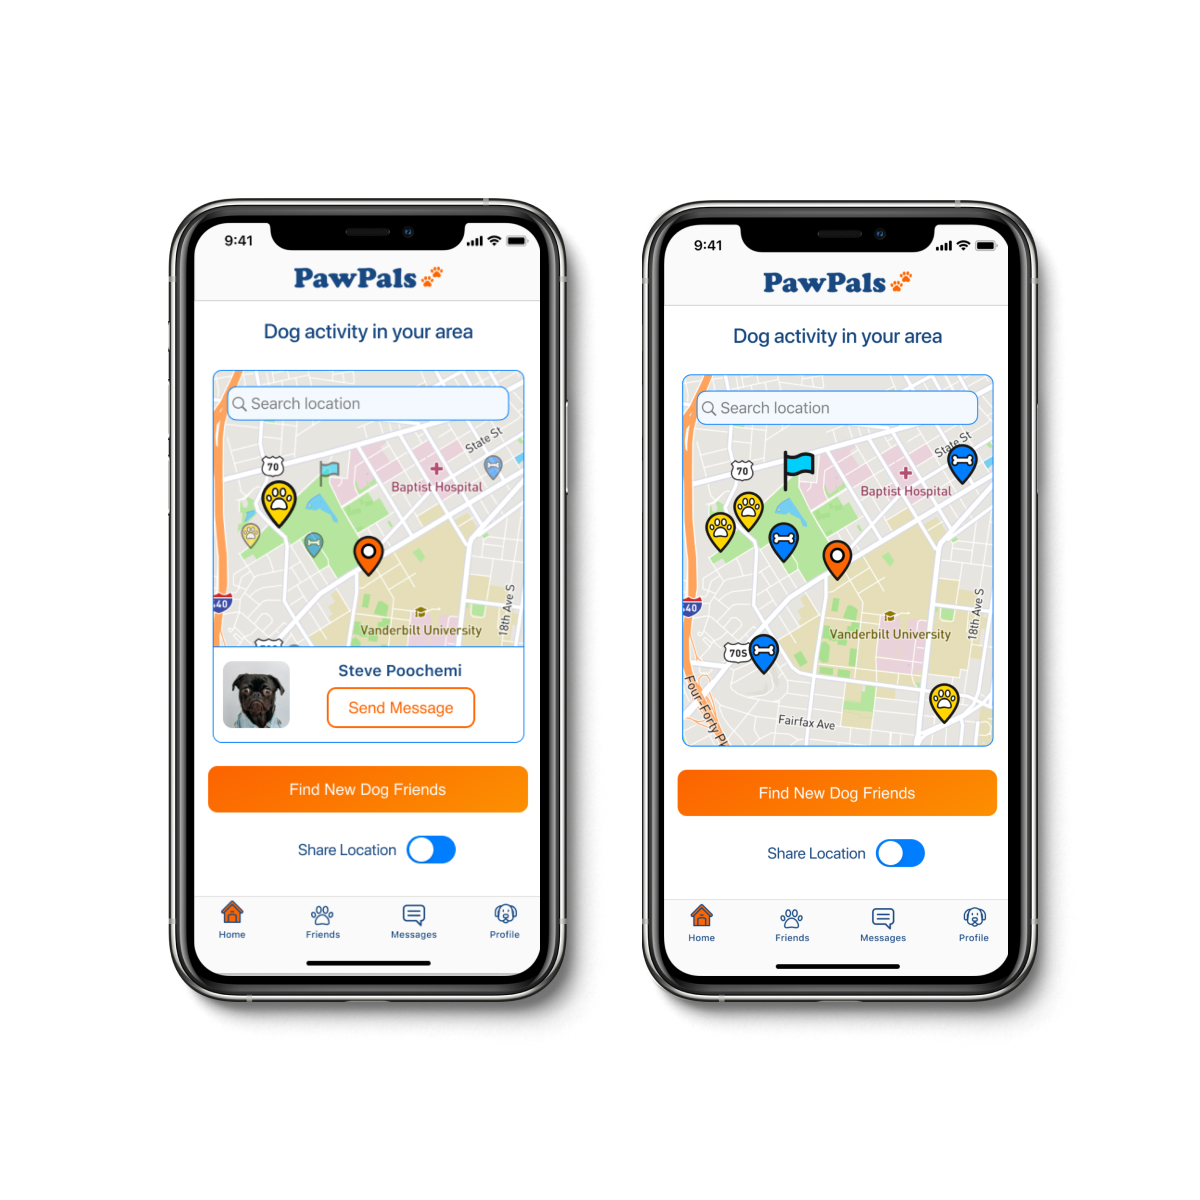 9:41
PawPals
Dog activity in your area
Search location
State St
70
Baptist Hospital
40
18th Ave S
Vanderbilt University
Steve Poochemi
Send Message
Find New Dog Friends
Share Location
Home
Friends
Messages
Profile
9:41
PawPals
Dog activity in your area
Search location
State St
70
Baptist Hospital
40
18th Ave S
Vanderbilt University
70S
Four-Forty
Fairfax Ave
Find New Dog Friends
Share Location
Home
Friends
Messages
Profile